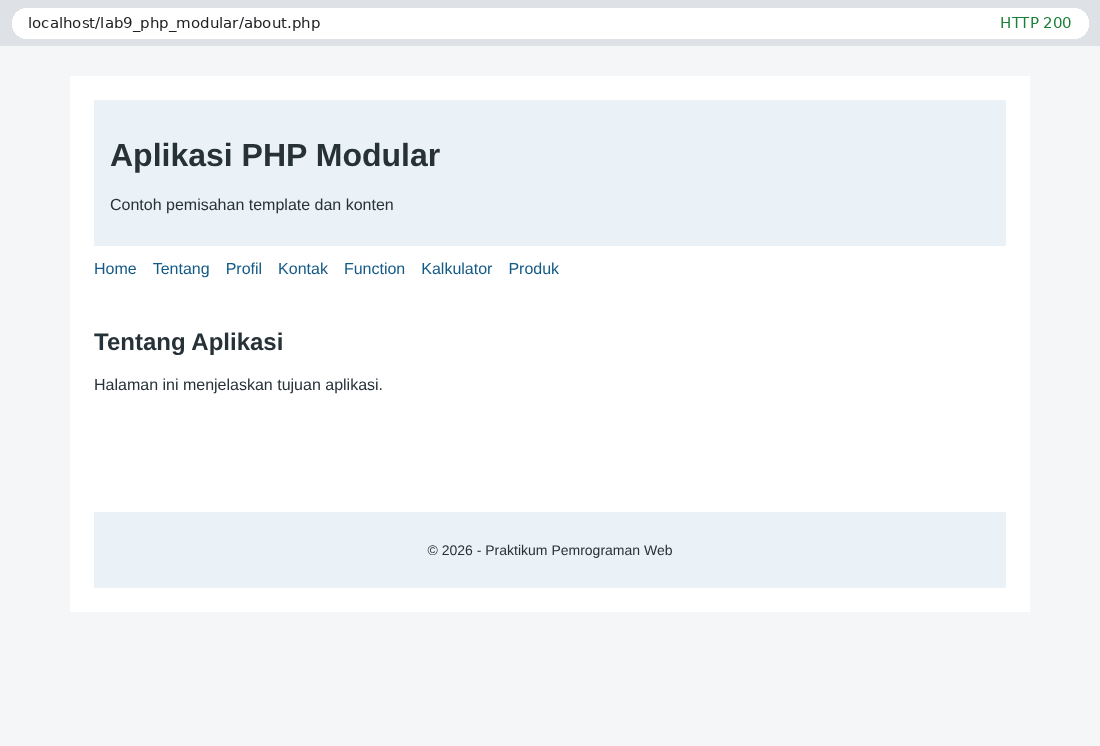 localhost/lab9_php_modular/about.php HTTP 200
Aplikasi PHP Modular
Contoh pemisahan template dan konten
Home Tentang Profil Kontak Function Kalkulator Produk
Tentang Aplikasi
Halaman ini menjelaskan tujuan aplikasi.
© 2026 - Praktikum Pemrograman Web